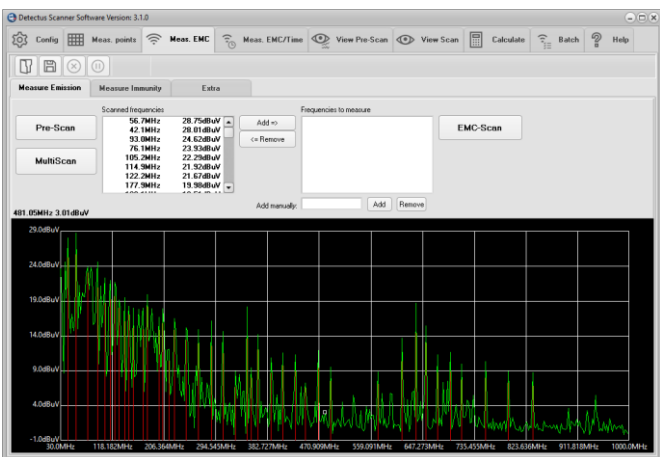 Detectus Scanner Software Version: 3.1.0
Config Meas. points Meas. EMC Meas. EMC/Time View Pre-Scan View Scan Calculate Batch Help
Measure Emission Measure Immunity Extra
Scanned frequencies Frequencies to measure
Pre-Scan
MultiScan
56.7MHz 28.75dBuV
42.1MHz 28.01dBuV
93.0MHz 24.62dBuV
76.1MHz 23.93dBuV
105.2MHz 22.29dBuV
114.9MHz 21.92dBuV
122.2MHz 21.67dBuV
177.9MHz 19.98dBuV
Add =>
<= Remove
EMC-Scan
Add manually: Add Remove
481.05MHz 3.01dBuV
29.0dBuV
24.0dBuV
19.0dBuV
14.0dBuV
9.0dBuV
4.0dBuV
-1.0dBuV
30.0MHz 118.182MHz 206.364MHz 294.545MHz 382.727MHz 470.909MHz 559.091MHz 647.273MHz 735.455MHz 823.636MHz 911.818MHz 1000.0MHz